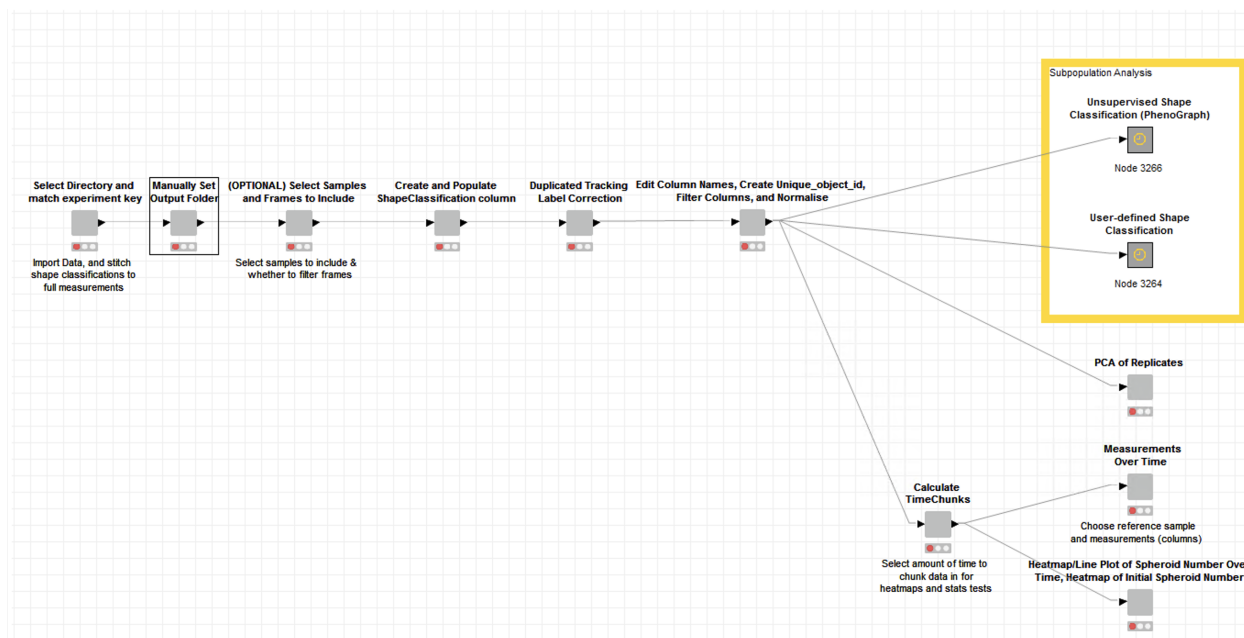 Subpopulation Analysis
Unsupervised Shape
Classification (PhenoGraph)
Node 3266
User-defined Shape
Classification
Node 3264
Select Directory and
match experiment key
Import Data, and stitch
shape classifications to
full measurements
Manually Set
Output Folder
(OPTIONAL) Select Samples
and Frames to Include
Select samples to include &
whether to filter frames
Create and Populate
ShapeClassification column
Duplicated Tracking
Label Correction
Edit Column Names, Create Unique_object_id,
Filter Columns, and Normalise
PCA of Replicates
Measurements
Over Time
Choose reference sample
and measurements (columns)
Calculate
TimeChunks
Select amount of time to
chunk data in for
heatmaps and stats tests
Heatmap/Line Plot of Spheroid Number Ove
Time, Heatmap of Initial Spheroid Number